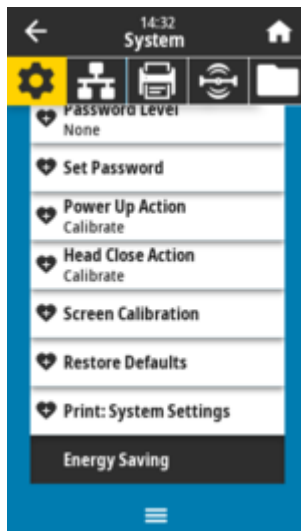 14:32
System
Password Level
None
Set Password
Power Up Action
Calibrate
Head Close Action
Calibrate
Screen Calibration
Restore Defaults
Print: System Settings
Energy Saving